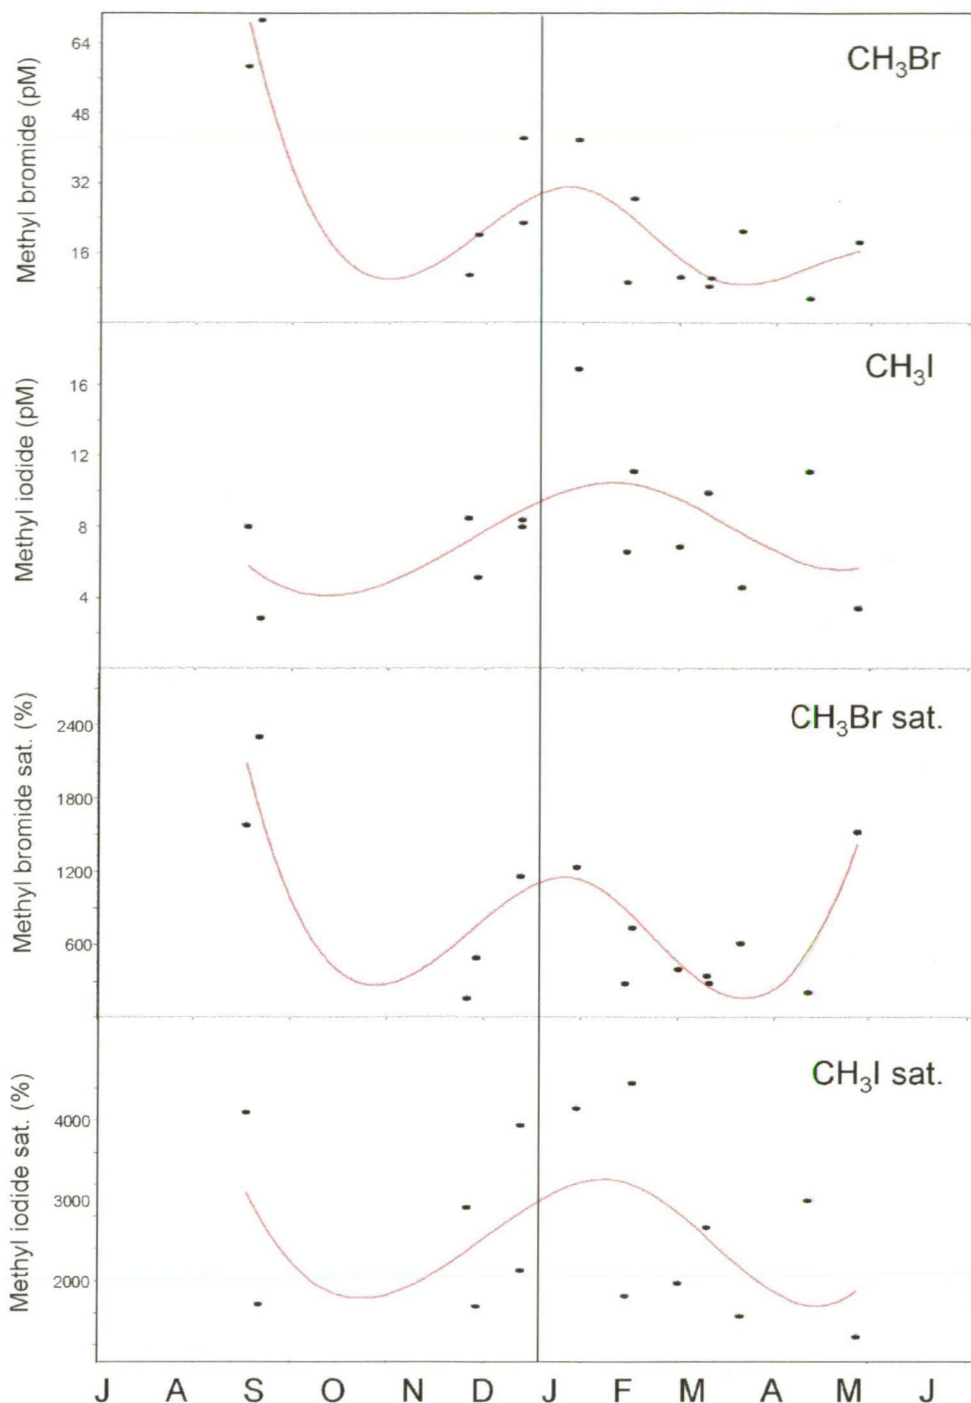 CH₃Br
Methyl bromide (pM)
64
48
32
16
CH₃I
Methyl iodide (pM)
16
12
8
4
CH₃Br sat.
Methyl bromide sat. (%)
2400
1800
1200
600
CH₃I sat.
Methyl iodide sat. (%)
4000
3000
2000
J A S O N D J F M A M J